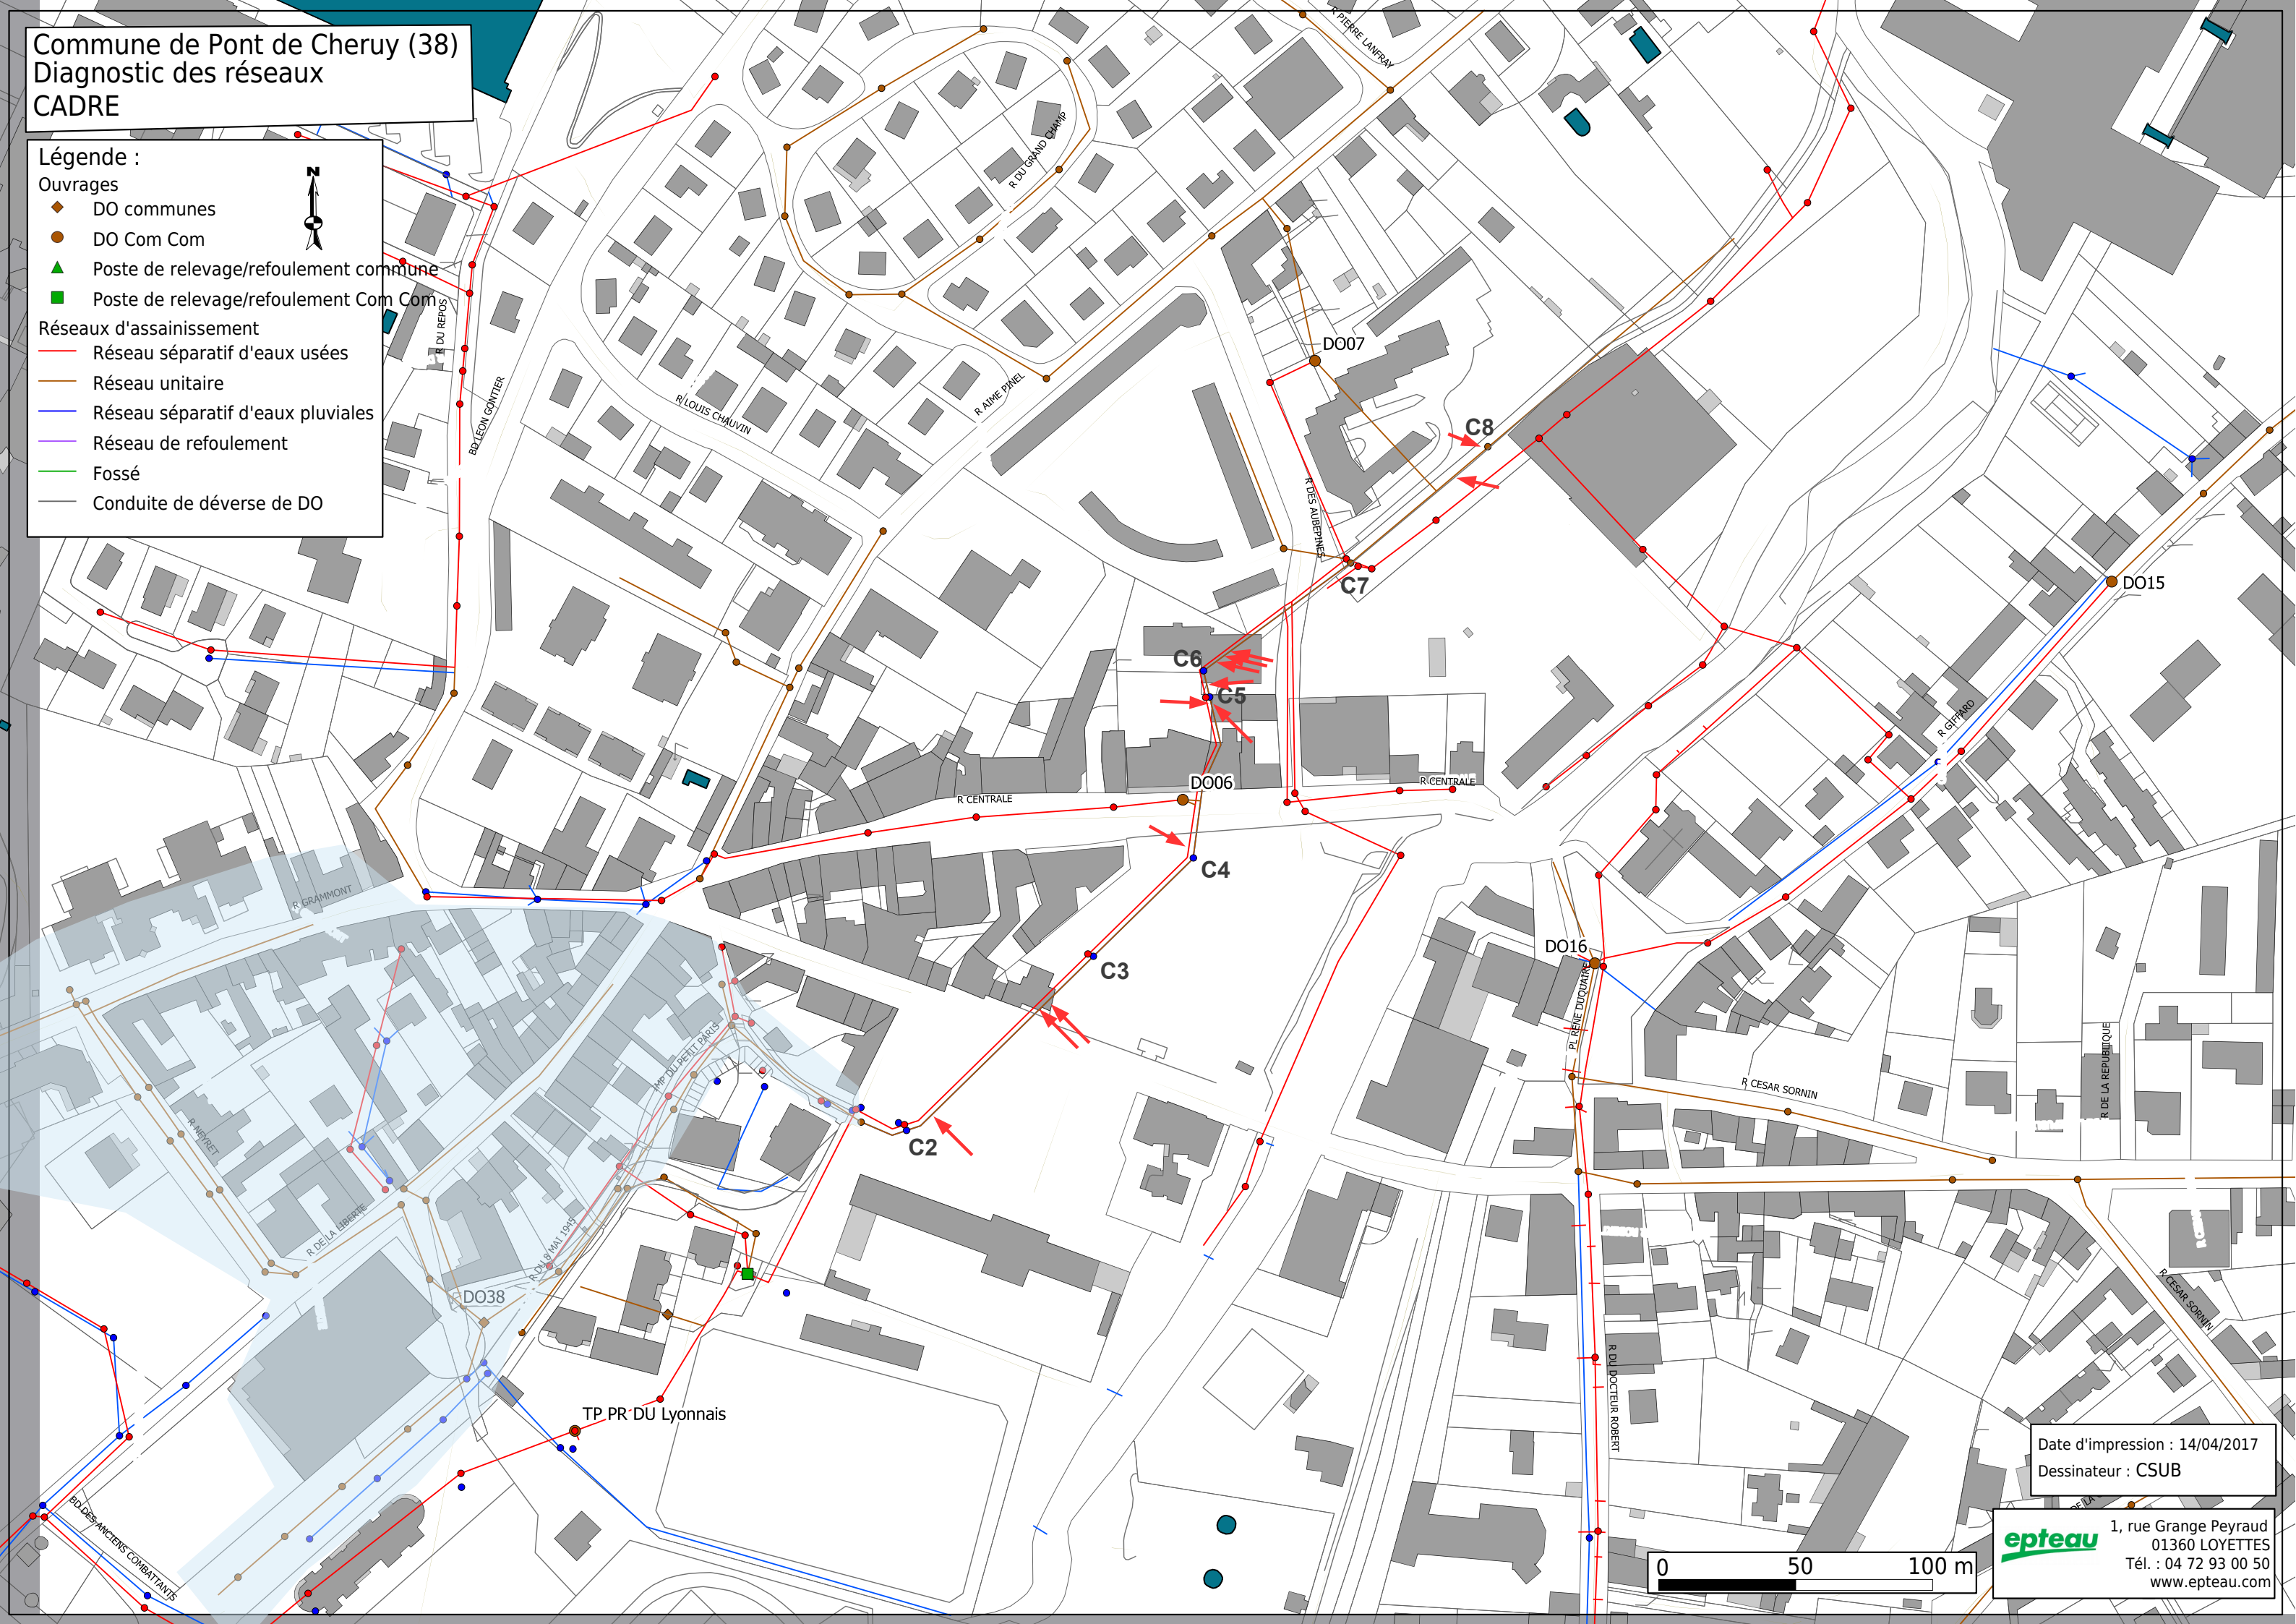 Commune de Pont de Cheruy (38)
Diagnostic des réseaux
CADRE
Légende :
N
Ouvrages
DO communes
DO Com Com
Poste de relevage/refoulement commune
Poste de relevage/refoulement Com Com
Réseaux d'assainissement
Réseau séparatif d'eaux usées
Réseau unitaire
Réseau séparatif d'eaux pluviales
Réseau de refoulement
Fossé
Conduite de déverse de DO
R PIERRE LANFRAY
R DU GRAND CHAMP
R DU REPOS
BD LEON GONTIER
R LOUIS CHAUVIN
R AIME PINEL
DO07
C8
R DES AUBEPINES
C7
DO15
C6
C5
R GIFFARD
DO06
R CENTRALE
R CENTRALE
C4
R GRAMMONT
C3
DO16
PL RENE DUQUAIRE
IMP DU PETIT PARIS
R CESAR SORNIN
R DE LA REPUBLIQUE
R NEYRET
C2
R DE LA LIBERTE
R DU 8 MAI 1945
DO38
R CESAR SORNIN
R DU DOCTEUR ROBERT
TP PR DU Lyonnais
BD DES ANCIENS COMBATTANTS
Date d'impression : 14/04/2017
Dessinateur : CSUB
DE LA
epteau
1, rue Grange Peyraud
01360 LOYETTES
Tél. : 04 72 93 00 50
www.epteau.com
0 50 100 m